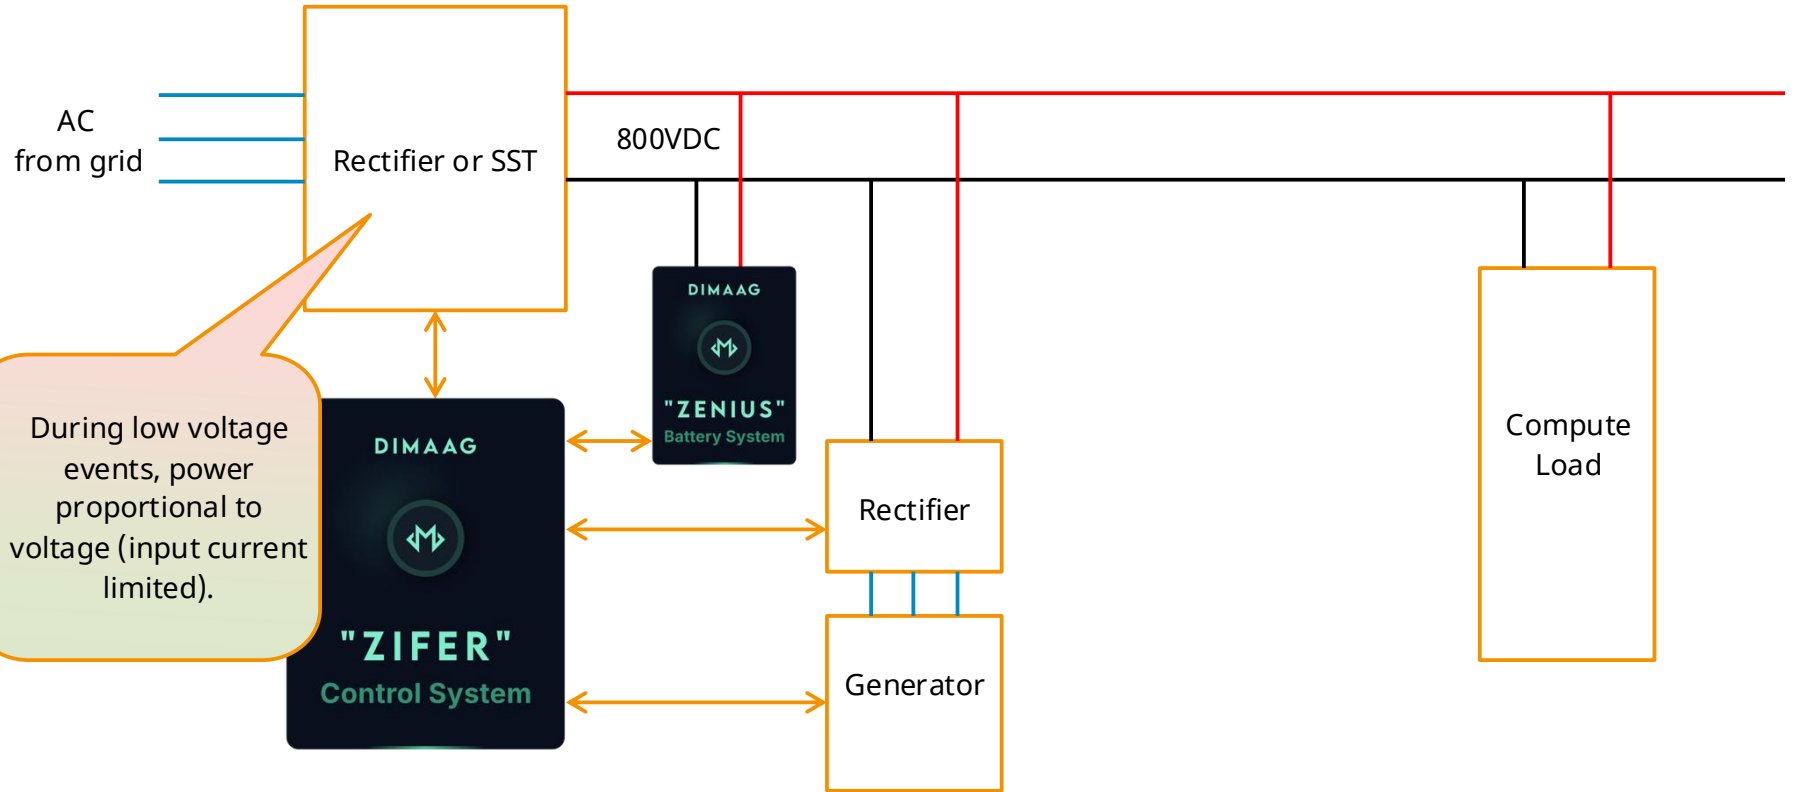 AC
from grid
Rectifier or SST
800VDC
DIMAAG
"ZENIUS"
Battery System
During low voltage
events, power
proportional to
voltage (input current
limited).
DIMAAG
"ZIFER"
Control System
Rectifier
Generator
Compute
Load